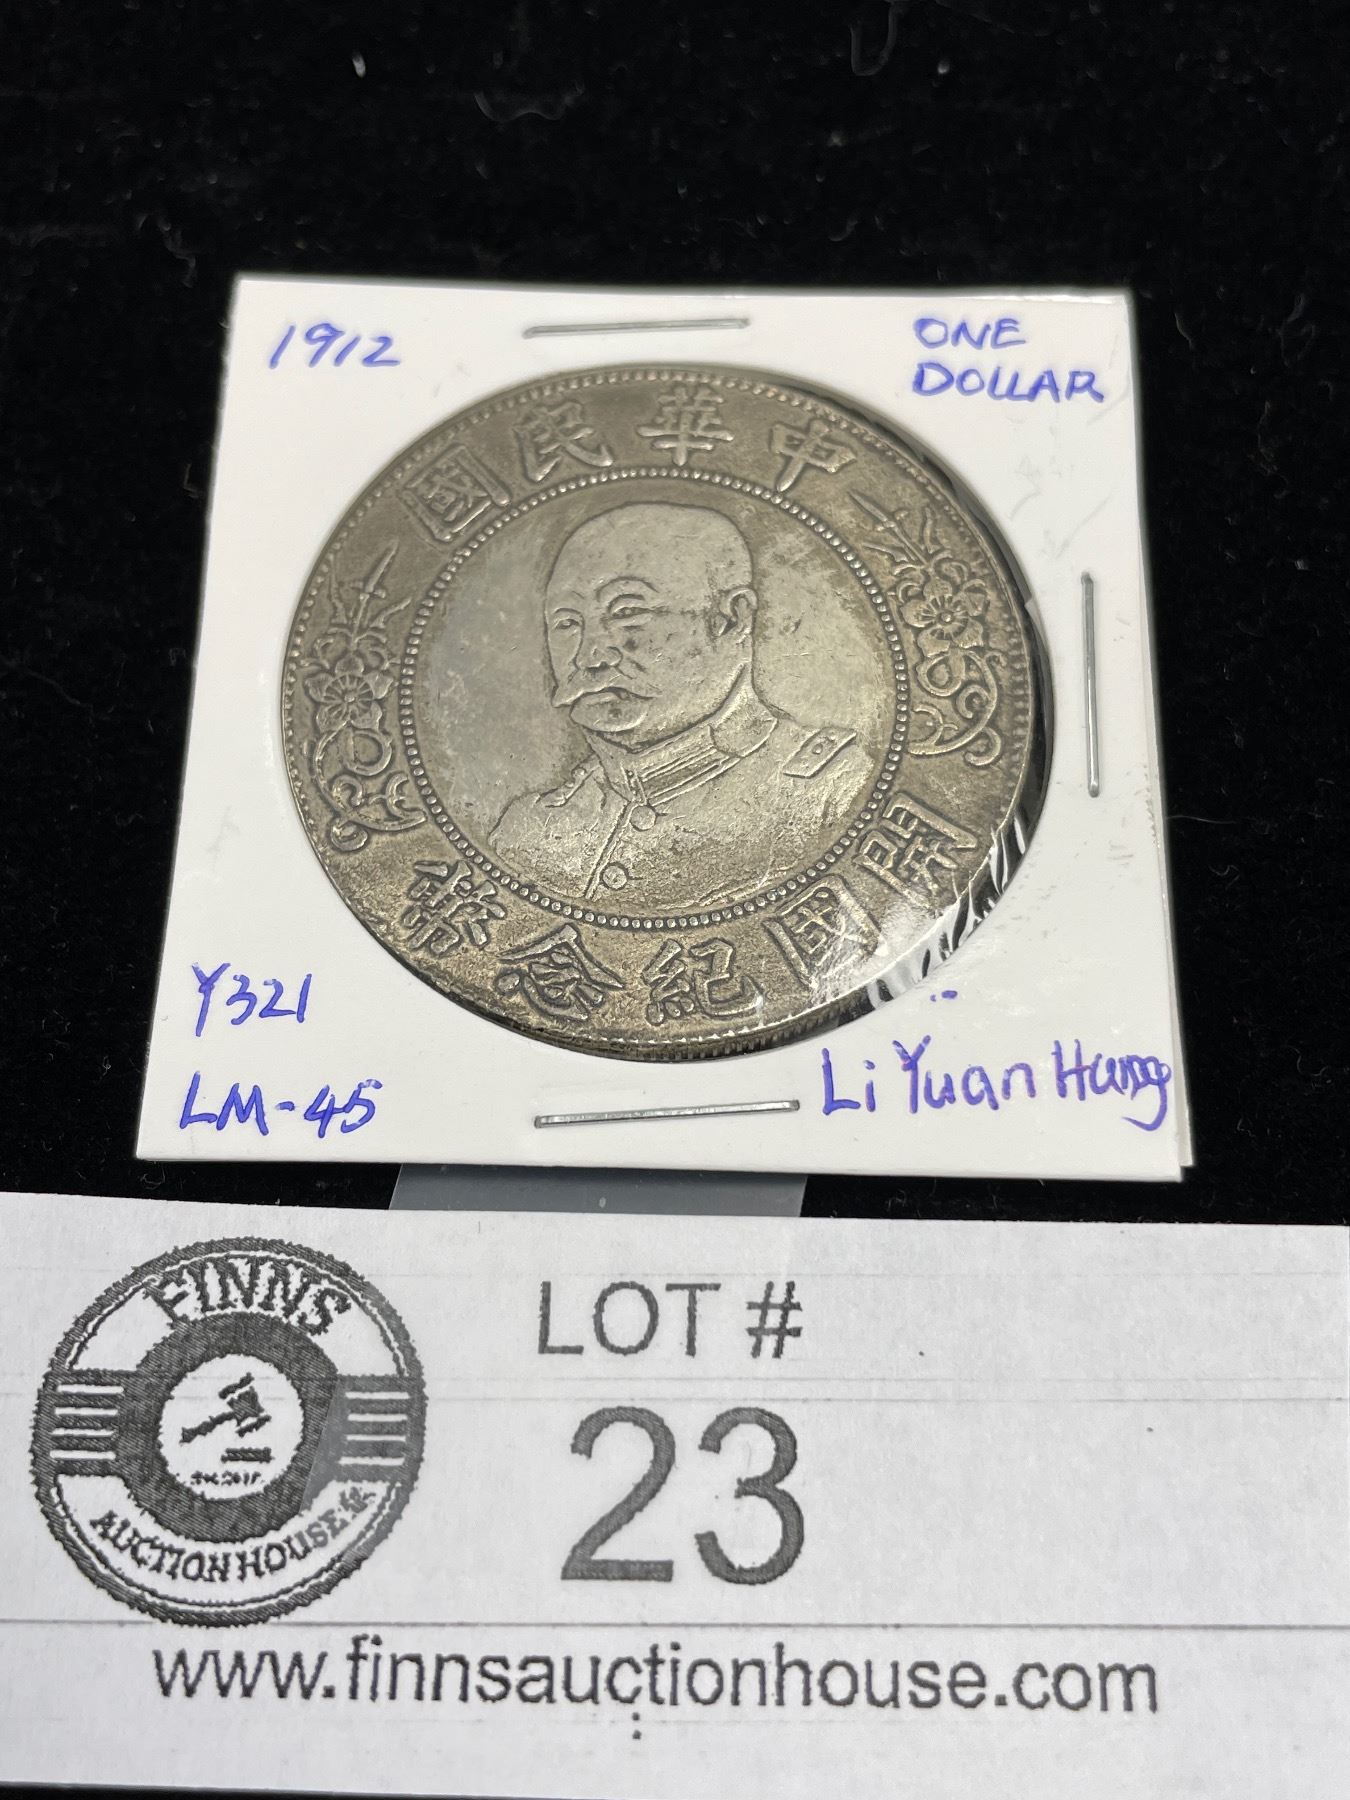 1912
ONE
DOLLAR
中華民國
開國紀念幣
Y321
LM-45
Li Yuan Hung
FINNS
AUCTION HOUSE
LOT #
23
www.finnsauctionhouse.com